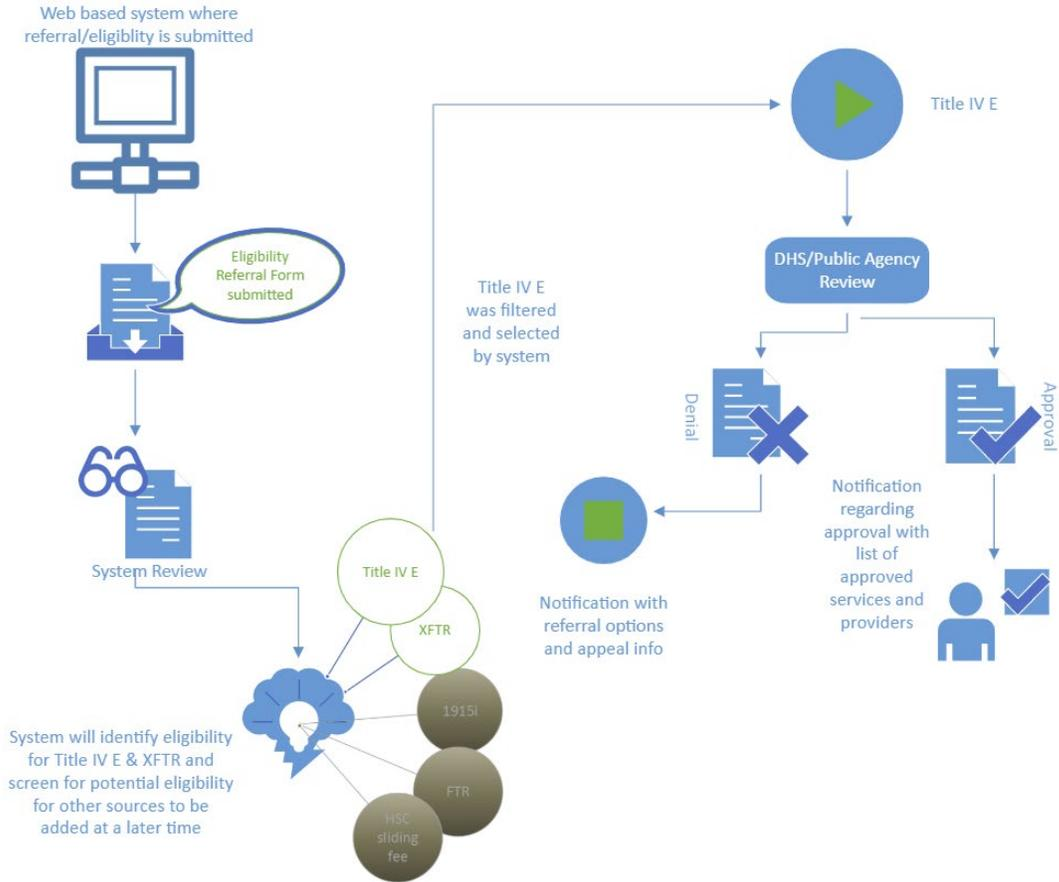 Web based system where
referral/eligiblity is submitted
Eligibility
Referral Form
submitted
System Review
System will identify eligibility
for Title IV E & XFTR and
screen for potential eligibility
for other sources to be
added at a later time
Title IV E
XFTR
1915i
FTR
HSC
sliding
fee
Title IV E
was filtered
and selected
by system
Title IV E
DHS/Public Agency
Review
Denial
Approval
Notification with
referral options
and appeal info
Notification
regarding
approval with
list of
approved
services and
providers